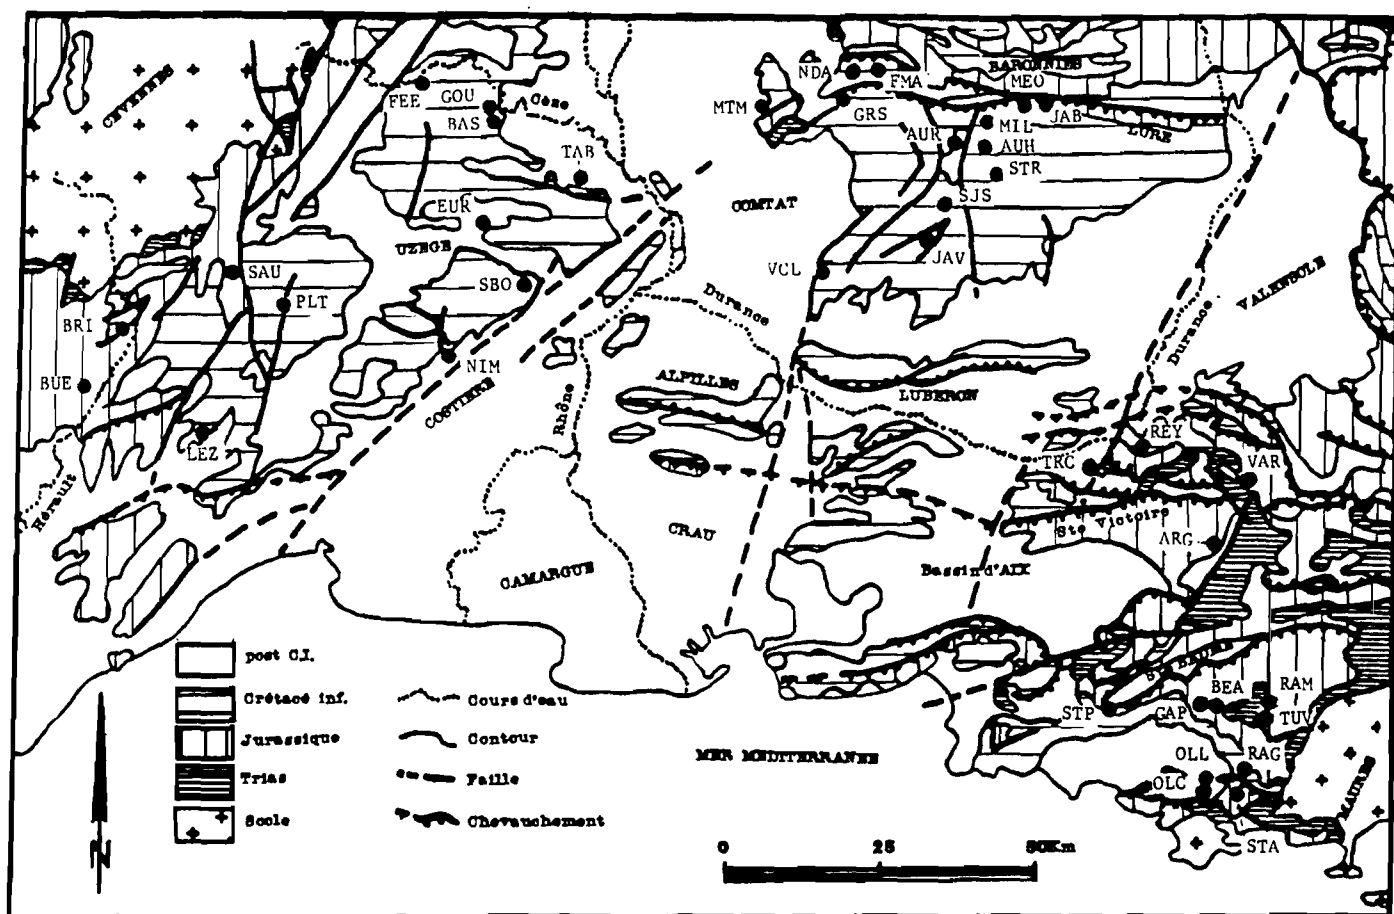 CEVENNES
FEE
GOU
BAS
Cèze
TAB
EUR
UZEGE
SAU
PLT
SBO
BRI
BUE
NIM
COSTIERE
LEZ
Hérault
Rhône
CAMARGUE
CRAU
ALPILLES
Durance
COMTAT
NDA
FMA
MTM
GRS
BARONNIES
MEO
JAB
LURE
MIL
AUR
AUH
STR
SJS
JAV
VCL
LUBERON
Durance
VALENSOLE
REY
TRC
VAR
Ste Victoire
ARG
Bassin d'AIX
Ste BAUME
STP
GAP
BEA
RAM
TUV
OLL
RAG
OLC
STA
MAURES
MER MEDITERRANEE
post C.I.
Crétacé inf.
Jurassique
Trias
Socle
Cours d'eau
Contour
Faille
Chevauchement
N
0 25 50Km